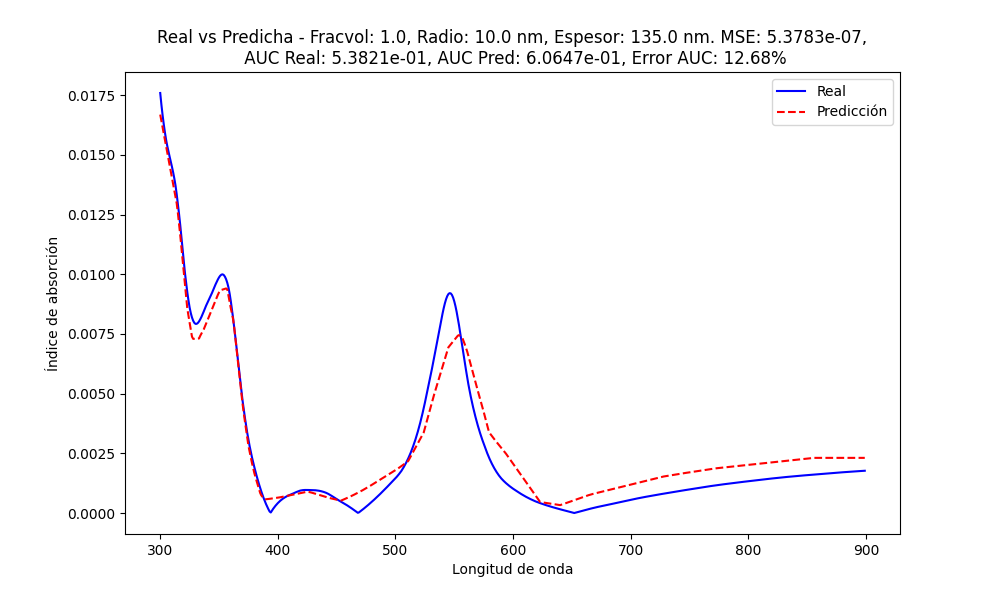 Real vs Predicha - Fracvol: 1.0, Radio: 10.0 nm, Espesor: 135.0 nm. MSE: 5.3783e-07,
AUC Real: 5.3821e-01, AUC Pred: 6.0647e-01, Error AUC: 12.68%
Real
Predicción
Índice de absorción
0.0175
0.0150
0.0125
0.0100
0.0075
0.0050
0.0025
0.0000
300 400 500 600 700 800 900
Longitud de onda